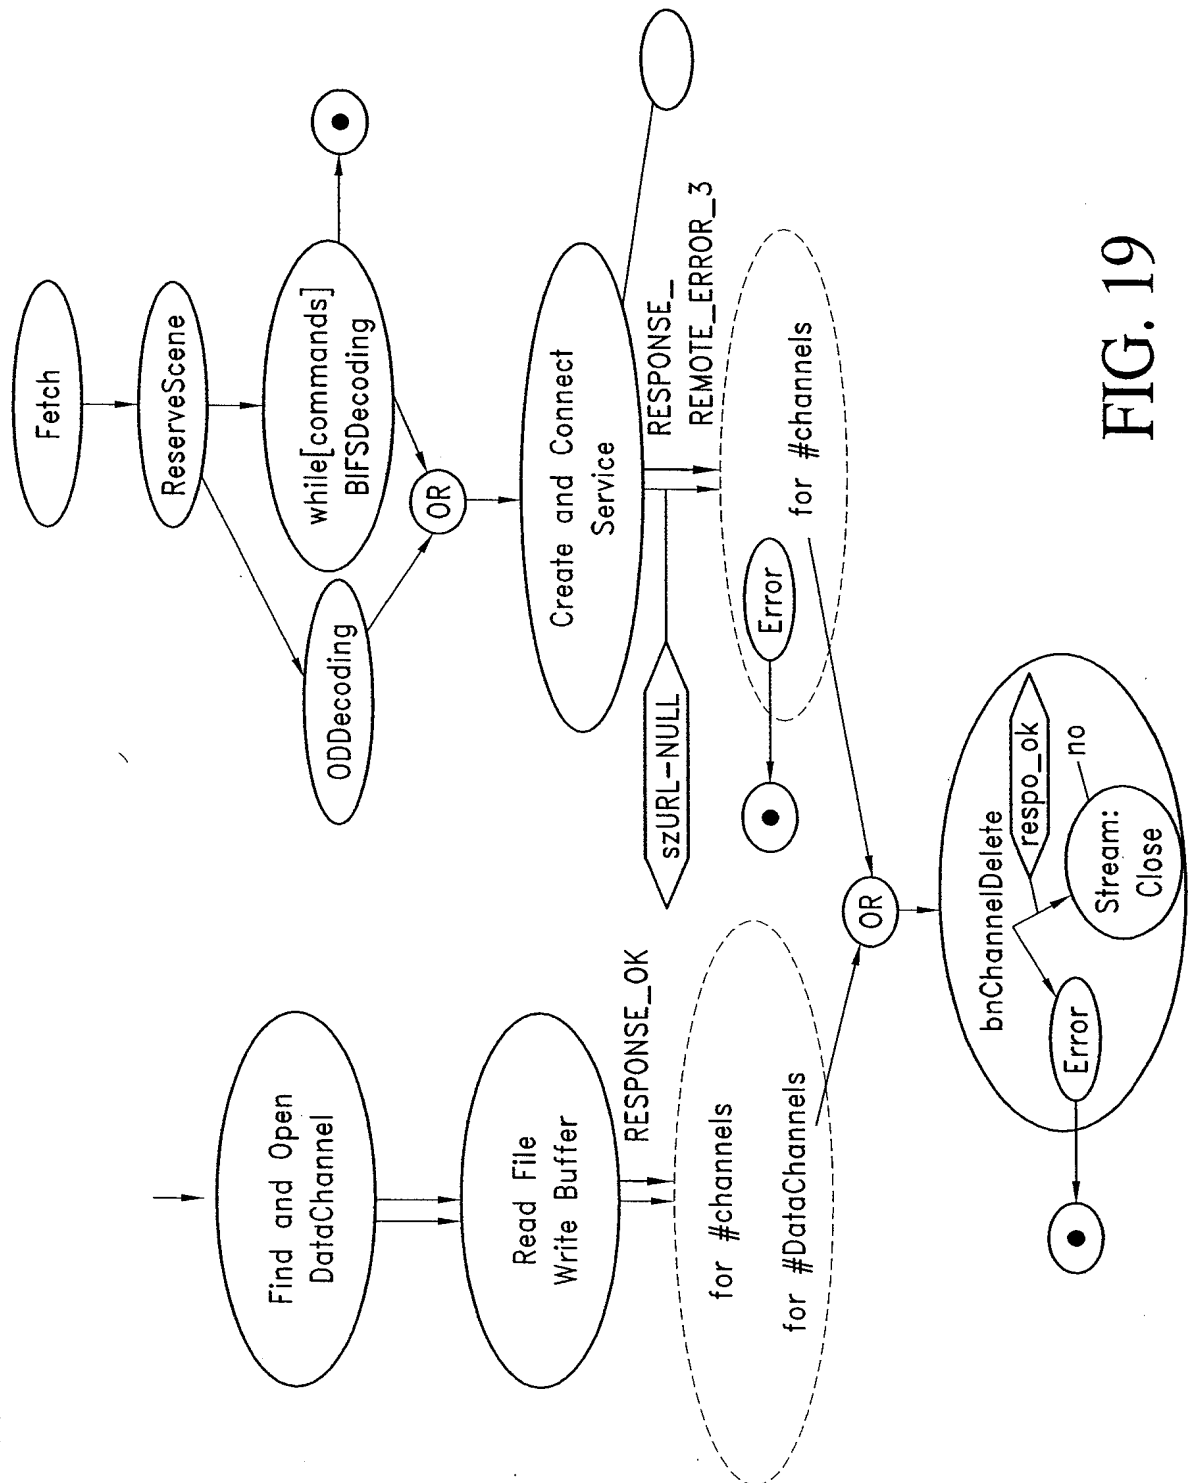 Fetch
ReserveScene
while[commands]
BIFSDecoding
ODDecoding
OR
Create and Connect
Service
RESPONSE_
REMOTE_ERROR_3
szURL-NULL
Error
for #channels
Find and Open
DataChannel
Read File
Write Buffer
RESPONSE_OK
for #channels
for #DataChannels
OR
bnChannelDelete
respo_ok
no
Stream:
Close
Error
FIG. 19